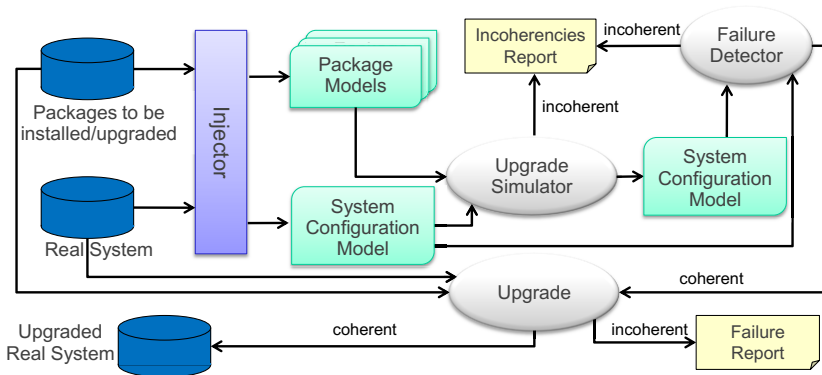 Packages to be
installed/upgraded
Injector
Package
Models
Incoherencies
Report
incoherent
Failure
Detector
incoherent
Real System
System
Configuration
Model
Upgrade
Simulator
System
Configuration
Model
Upgrade
coherent
Upgraded
Real System
coherent
incoherent
Failure
Report